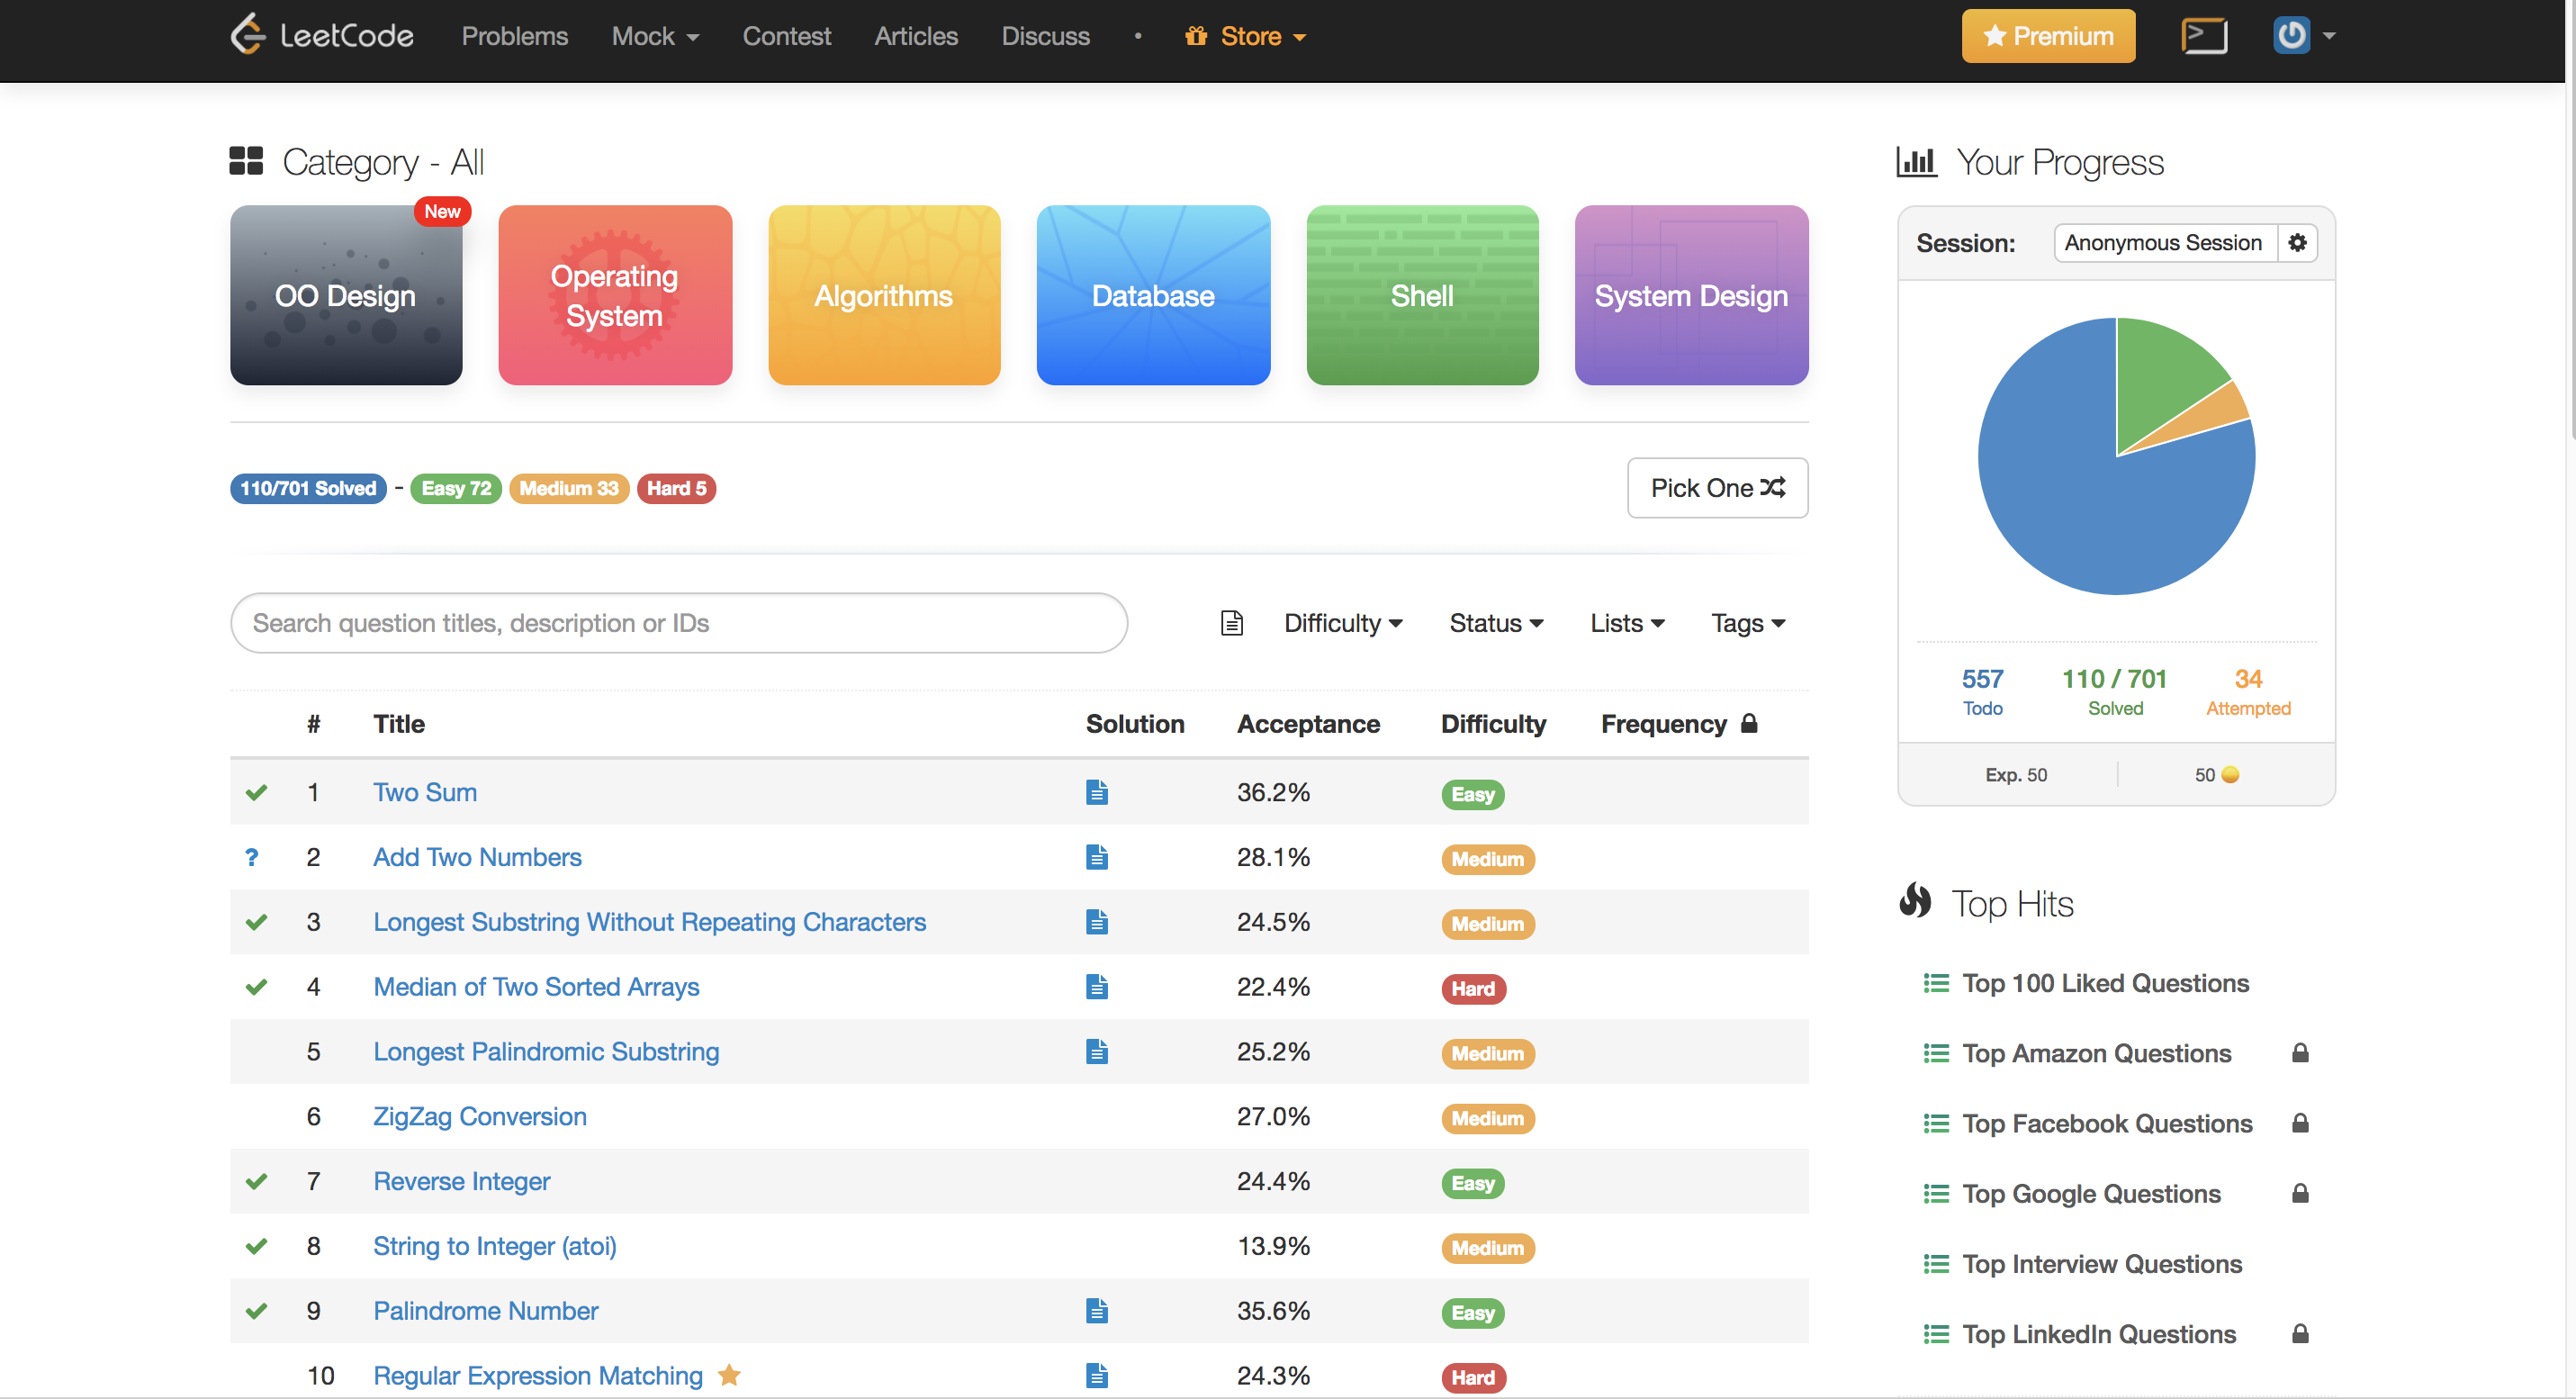 LeetCode Problems Mock Contest Articles Discuss • Store Premium
Category - All
New
OO Design
Operating
System
Algorithms
Database
Shell
System Design
110/701 Solved - Easy 72 Medium 33 Hard 5
Pick One
Search question titles, description or IDs
Difficulty Status Lists Tags
# Title Solution Acceptance Difficulty Frequency
1 Two Sum 36.2% Easy
? 2 Add Two Numbers 28.1% Medium
3 Longest Substring Without Repeating Characters 24.5% Medium
4 Median of Two Sorted Arrays 22.4% Hard
5 Longest Palindromic Substring 25.2% Medium
6 ZigZag Conversion 27.0% Medium
7 Reverse Integer 24.4% Easy
8 String to Integer (atoi) 13.9% Medium
9 Palindrome Number 35.6% Easy
10 Regular Expression Matching 24.3% Hard
Your Progress
Session: Anonymous Session
557 110 / 701 34
Todo Solved Attempted
Exp. 50 50
Top Hits
Top 100 Liked Questions
Top Amazon Questions
Top Facebook Questions
Top Google Questions
Top Interview Questions
Top LinkedIn Questions